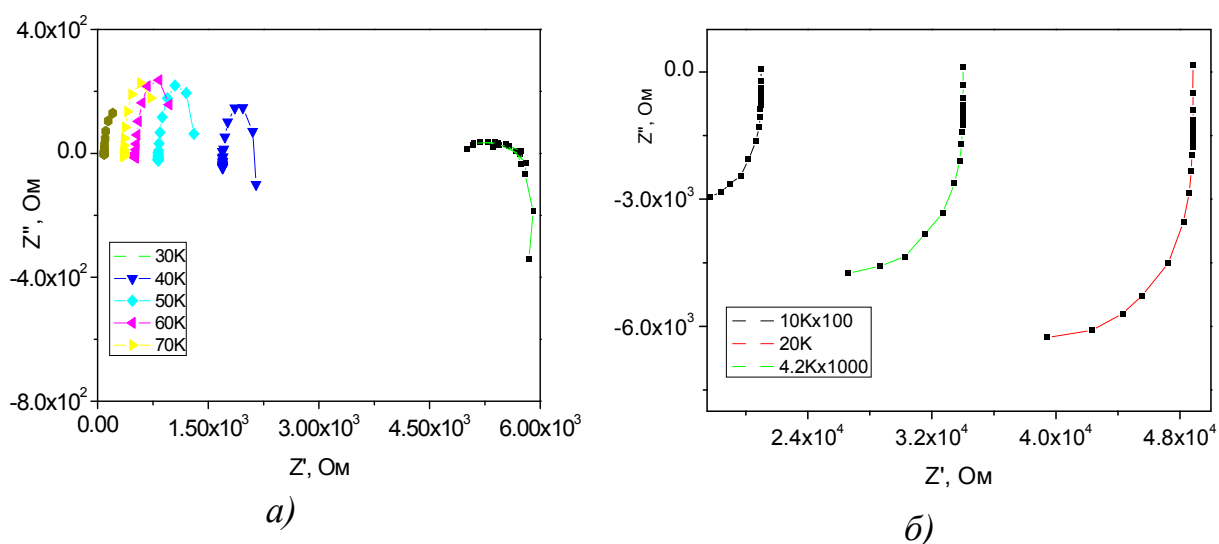 4.0x10²
0.0
-4.0x10²
-8.0x10²
Z'', Ом
30K
40K
50K
60K
70K
0.00 1.50x10³ 3.00x10³ 4.50x10³ 6.00x10³
Z', Ом
а)
0.0
-3.0x10³
-6.0x10³
Z'', Ом
10Kx100
20K
4.2Kx1000
2.4x10⁴ 3.2x10⁴ 4.0x10⁴ 4.8x10⁴
Z', Ом
б)